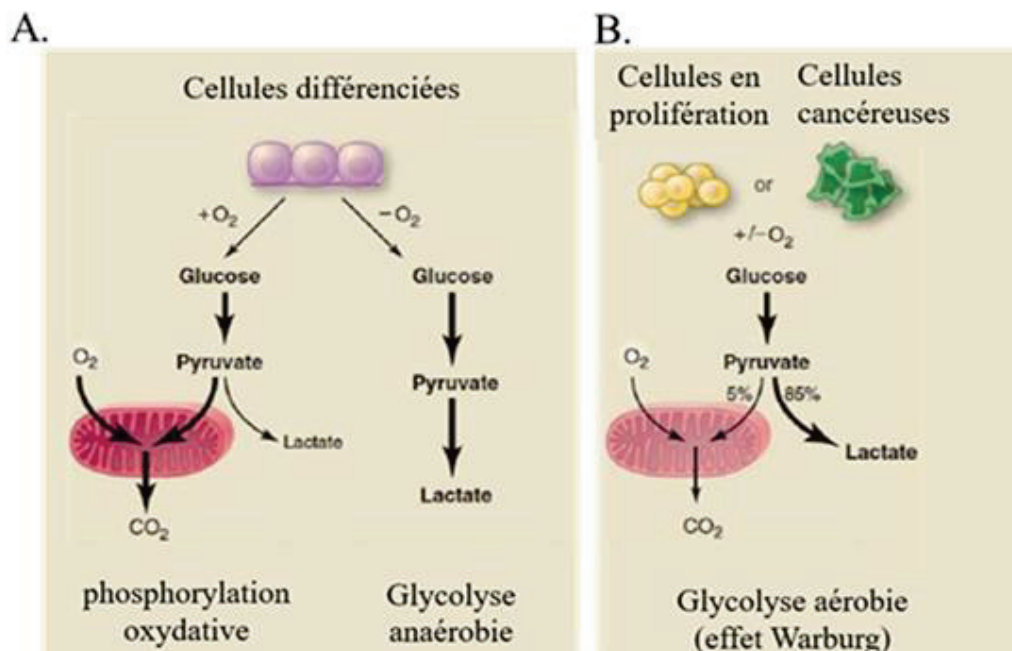 A.
Cellules différenciées
+O₂
−O₂
Glucose
Glucose
O₂
Pyruvate
Pyruvate
Lactate
Lactate
CO₂
phosphorylation
oxydative
Glycolyse
anaérobie
B.
Cellules en
prolifération
Cellules
cancéreuses
or
+/−O₂
Glucose
O₂
Pyruvate
5%
85%
Lactate
CO₂
Glycolyse aérobie
(effet Warburg)